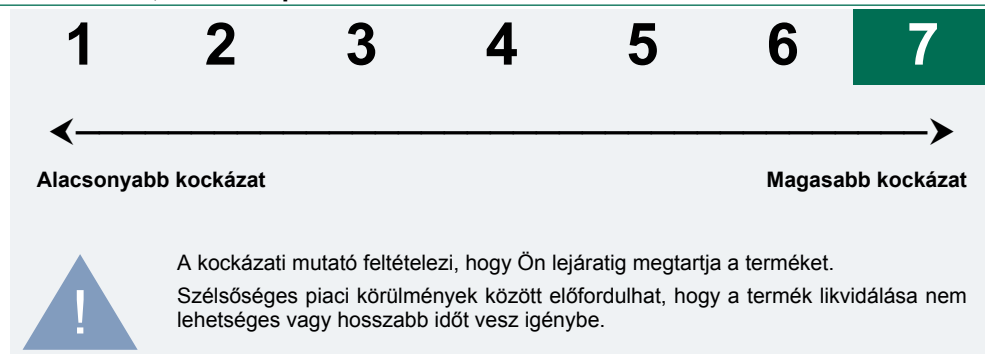 1 2 3 4 5 6 7
Alacsonyabb kockázat Magasabb kockázat
A kockázati mutató feltételezi, hogy Ön lejáratig megtartja a terméket.
Szélsőséges piaci körülmények között előfordulhat, hogy a termék likvidálása nem
lehetséges vagy hosszabb időt vesz igénybe.
!